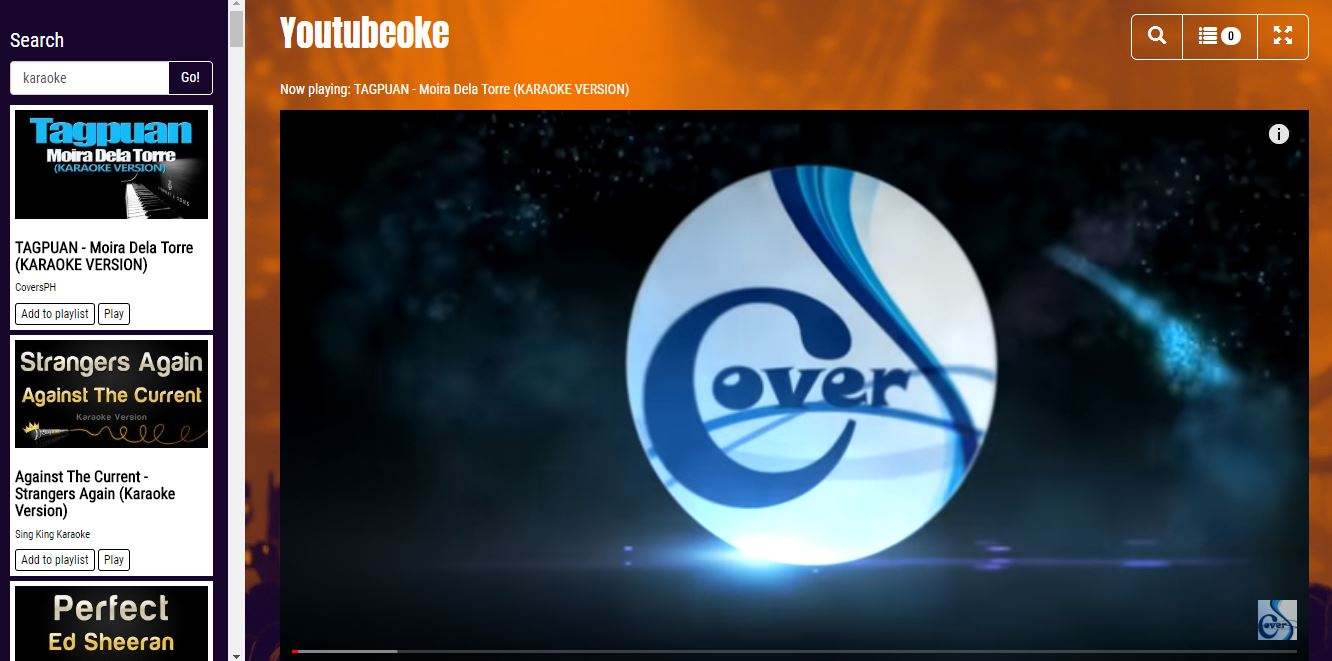 Search
karaoke
Go!
Tagpuan
Moira Dela Torre
(KARAOKE VERSION)
TAGPUAN - Moira Dela Torre
(KARAOKE VERSION)
CoversPH
Add to playlist
Play
Strangers Again
Against The Current
Karaoke Version
Against The Current -
Strangers Again (Karaoke
Version)
Sing King Karaoke
Add to playlist
Play
Perfect
Ed Sheeran
Youtubeoke
0
Now playing: TAGPUAN - Moira Dela Torre (KARAOKE VERSION)
i
Cover
Cover